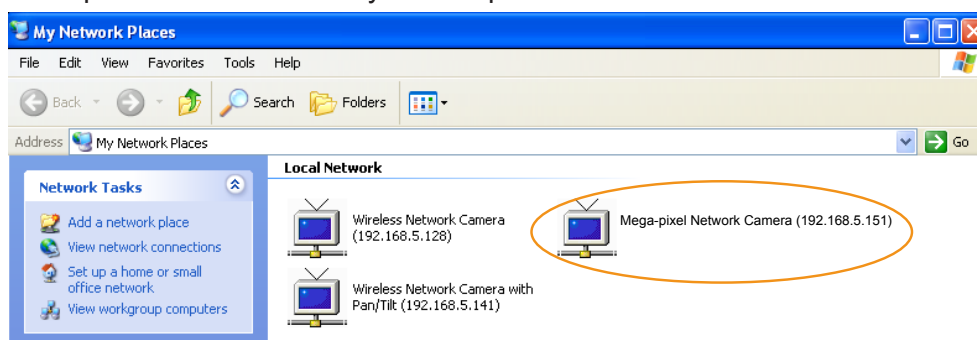 My Network Places
File Edit View Favorites Tools Help
Back Search Folders
Address My Network Places Go
Network Tasks
Add a network place
View network connections
Set up a home or small
office network
View workgroup computers
Local Network
Wireless Network Camera
(192.168.5.128)
Mega-pixel Network Camera (192.168.5.151)
Wireless Network Camera with
Pan/Tilt (192.168.5.141)